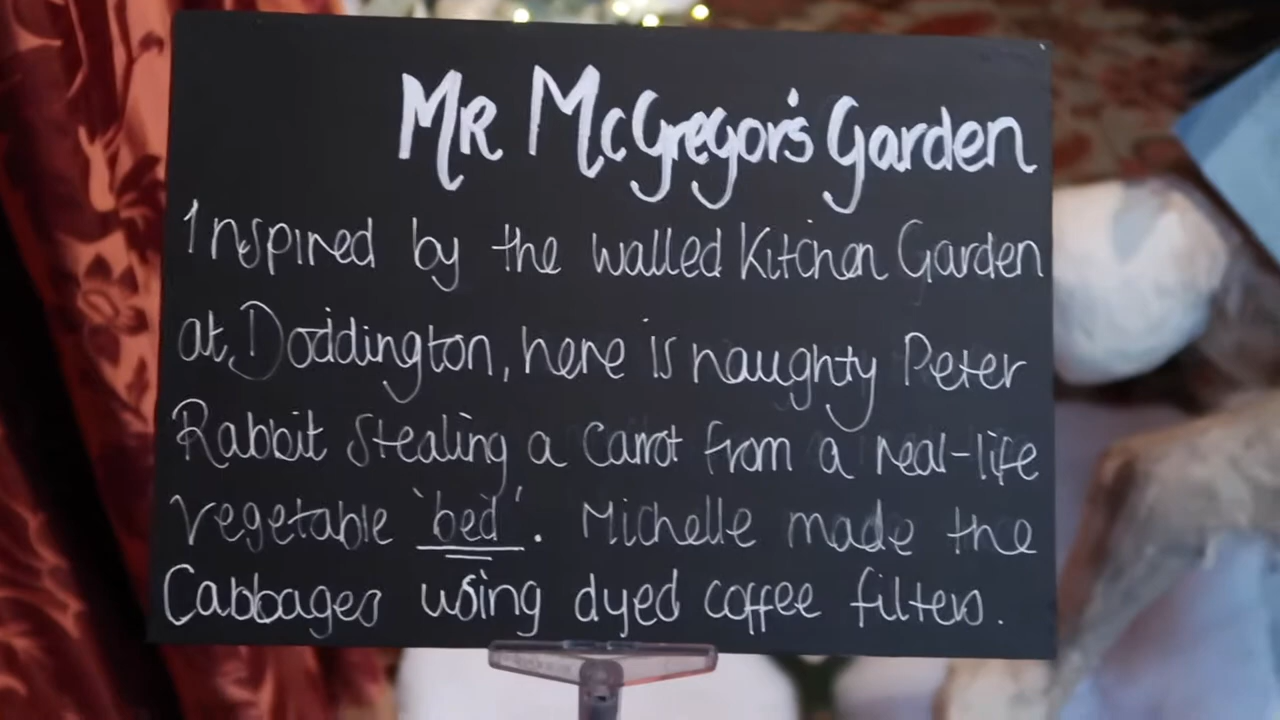 Mr McGregor's Garden
Inspired by the walled Kitchen Garden
at Doddington, here is naughty Peter
Rabbit stealing a carrot from a real-life
vegetable 'bed'. Michelle made the
Cabbages using dyed coffee filters.